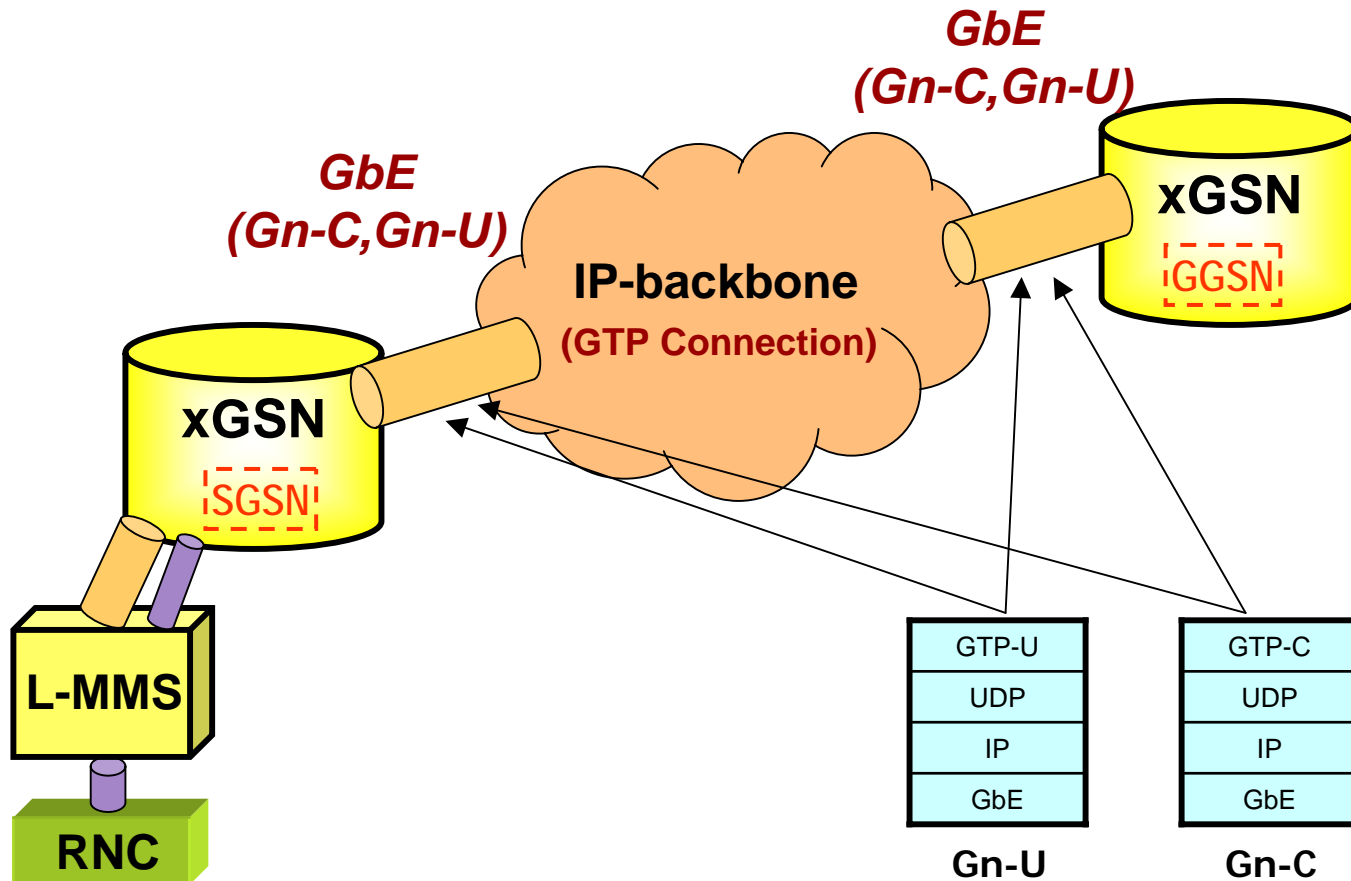 GbE
(Gn-C,Gn-U)
GbE
(Gn-C,Gn-U)
xGSN
GGSN
IP-backbone
(GTP Connection)
xGSN
SGSN
L-MMS
RNC
GTP-U
UDP
IP
GbE
Gn-U
GTP-C
UDP
IP
GbE
Gn-C